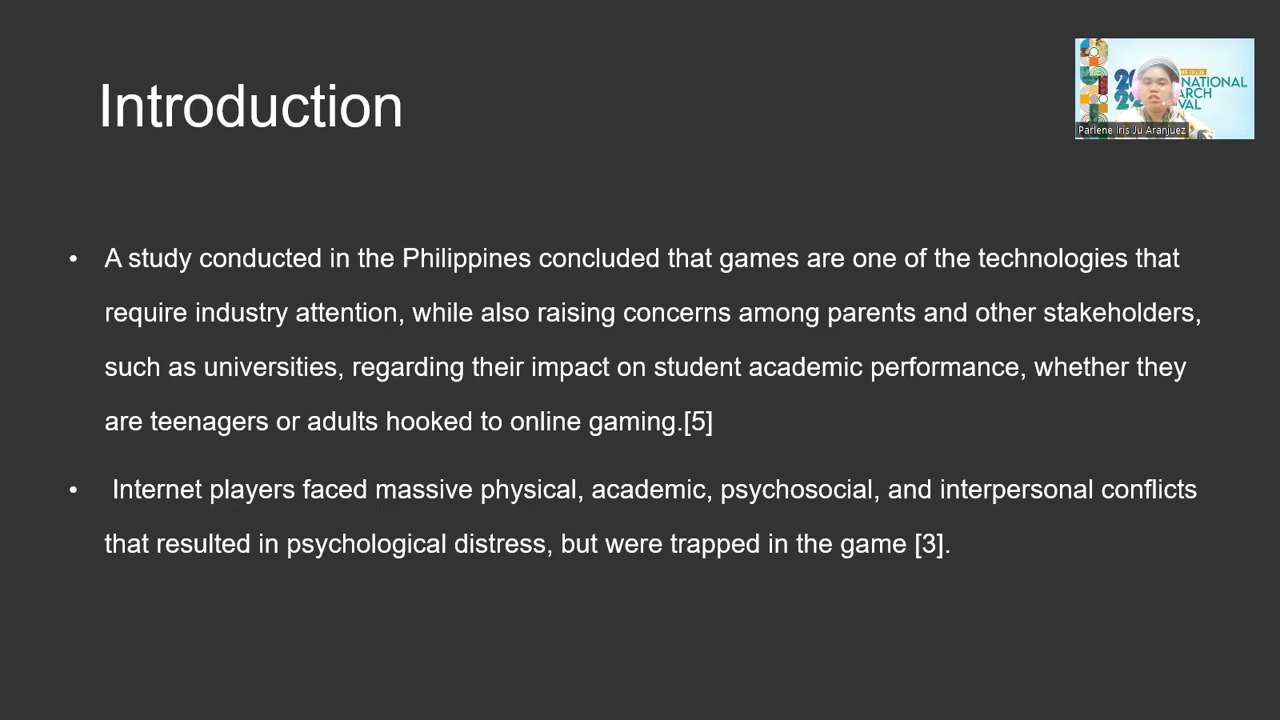 Introduction
NATIONAL
ARCH
VAL
Parlene Iris Ju Aranjuez
• A study conducted in the Philippines concluded that games are one of the technologies that
require industry attention, while also raising concerns among parents and other stakeholders,
such as universities, regarding their impact on student academic performance, whether they
are teenagers or adults hooked to online gaming.[5]
• Internet players faced massive physical, academic, psychosocial, and interpersonal conflicts
that resulted in psychological distress, but were trapped in the game [3].